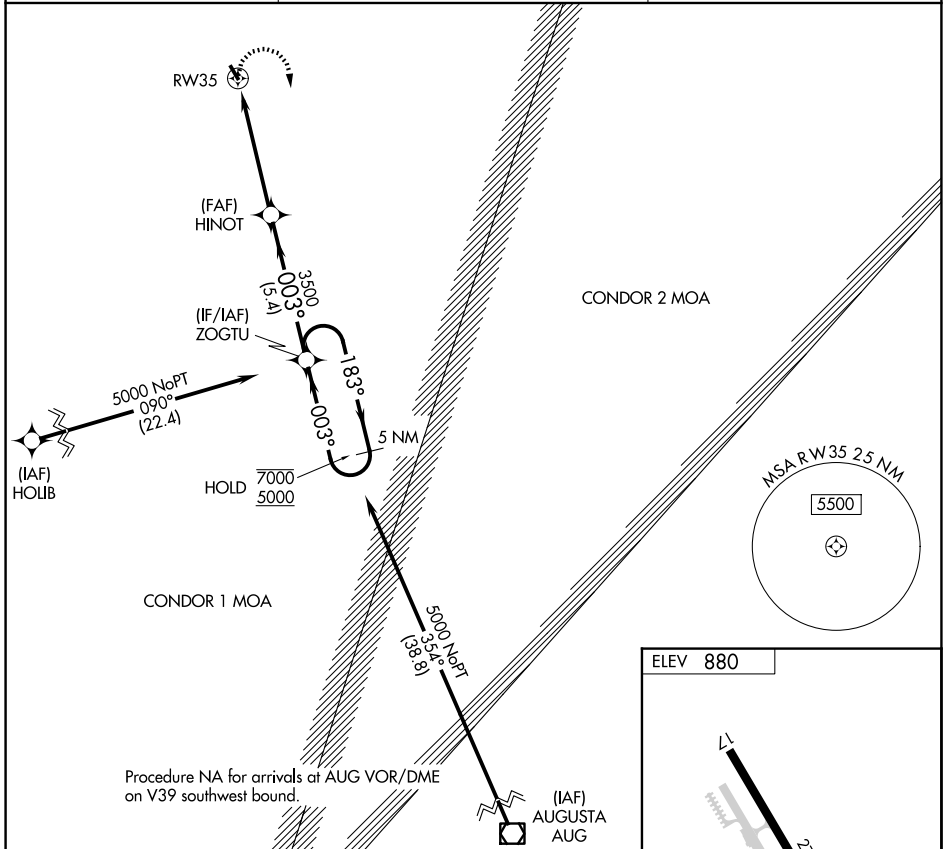 RW35
(FAF)
HINOT
3500
003°
(5.4)
(IF/IAF)
ZOGTU
CONDOR 2 MOA
5000 NoPT
090°
(22.4)
183°
003°
5 NM
(IAF)
HOLIB
HOLD
7000
5000
MSA RW35 25 NM
5500
CONDOR 1 MOA
5000 NoPT
354°
(38.8)
ELEV 880
17
Procedure NA for arrivals at AUG VOR/DME
on V39 southwest bound.
(IAF)
AUGUSTA
AUG